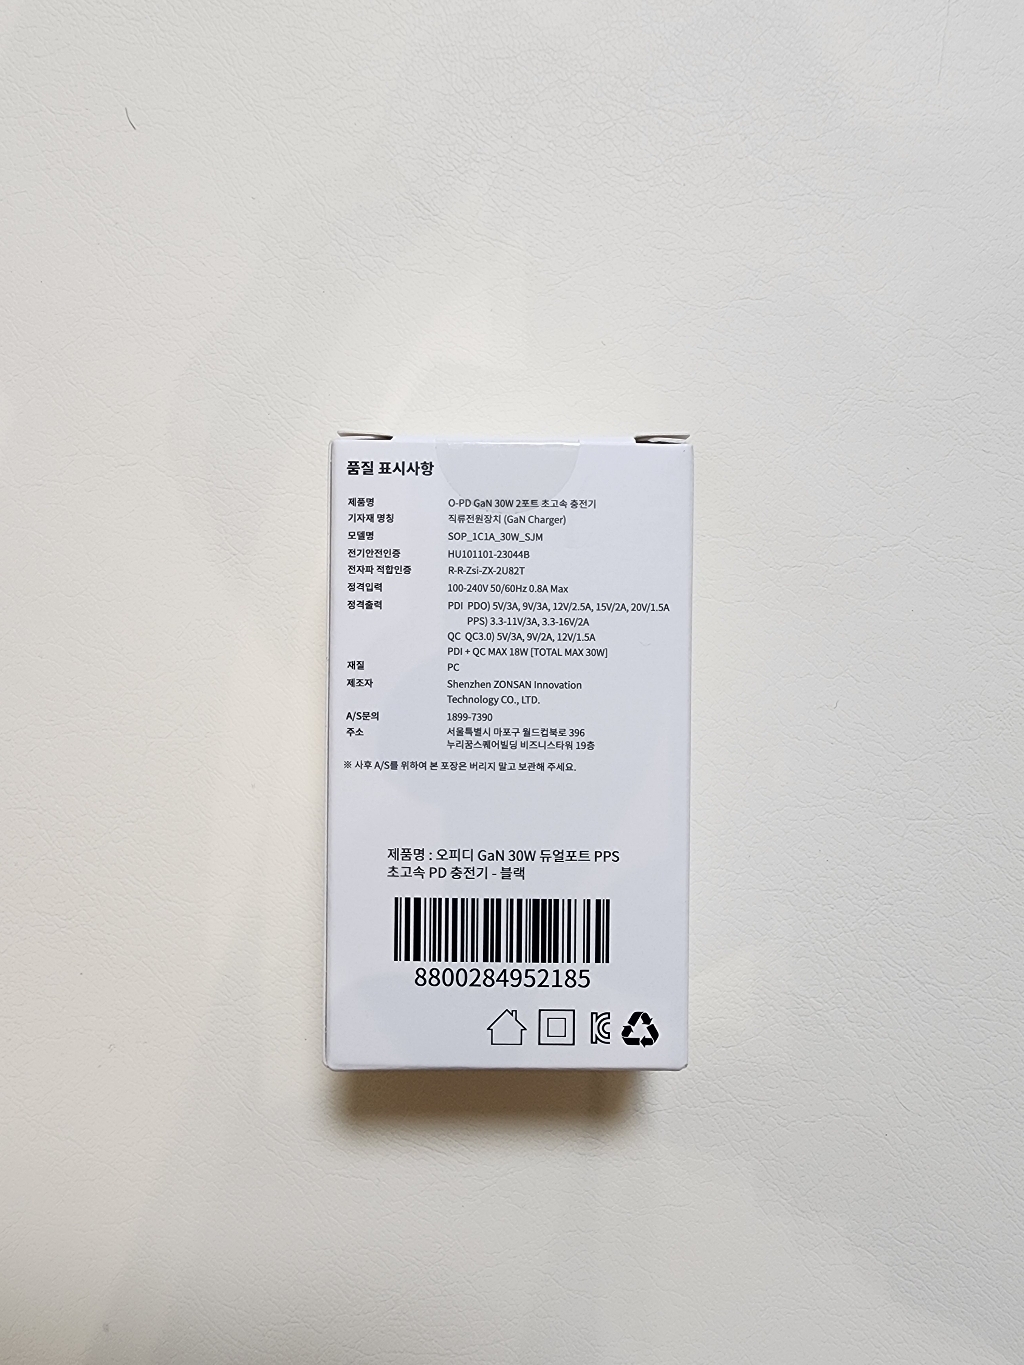 품질 표시사항
제품명 O-PD GaN 30W 2포트 초고속 충전기
기자재 명칭 직류전원장치 (GaN Charger)
모델명 SOP_1C1A_30W_SJM
전기안전인증 HU101101-23044B
전자파 적합인증 R-R-Zsi-ZX-2U82T
정격입력 100-240V 50/60Hz 0.8A Max
정격출력 PDI PDO) 5V/3A, 9V/3A, 12V/2.5A, 15V/2A, 20V/1.5A
PPS) 3.3-11V/3A, 3.3-16V/2A
QC QC3.0) 5V/3A, 9V/2A, 12V/1.5A
PDI + QC MAX 18W [TOTAL MAX 30W]
재질 PC
제조자 Shenzhen ZONSAN Innovation
Technology CO., LTD.
A/S문의 1899-7390
주소 서울특별시 마포구 월드컵북로 396
누리꿈스퀘어빌딩 비즈니스타워 19층
※ 사후 A/S를 위하여 본 포장은 버리지 말고 보관해 주세요.
제품명 : 오피디 GaN 30W 듀얼포트 PPS
초고속 PD 충전기 - 블랙
8800284952185